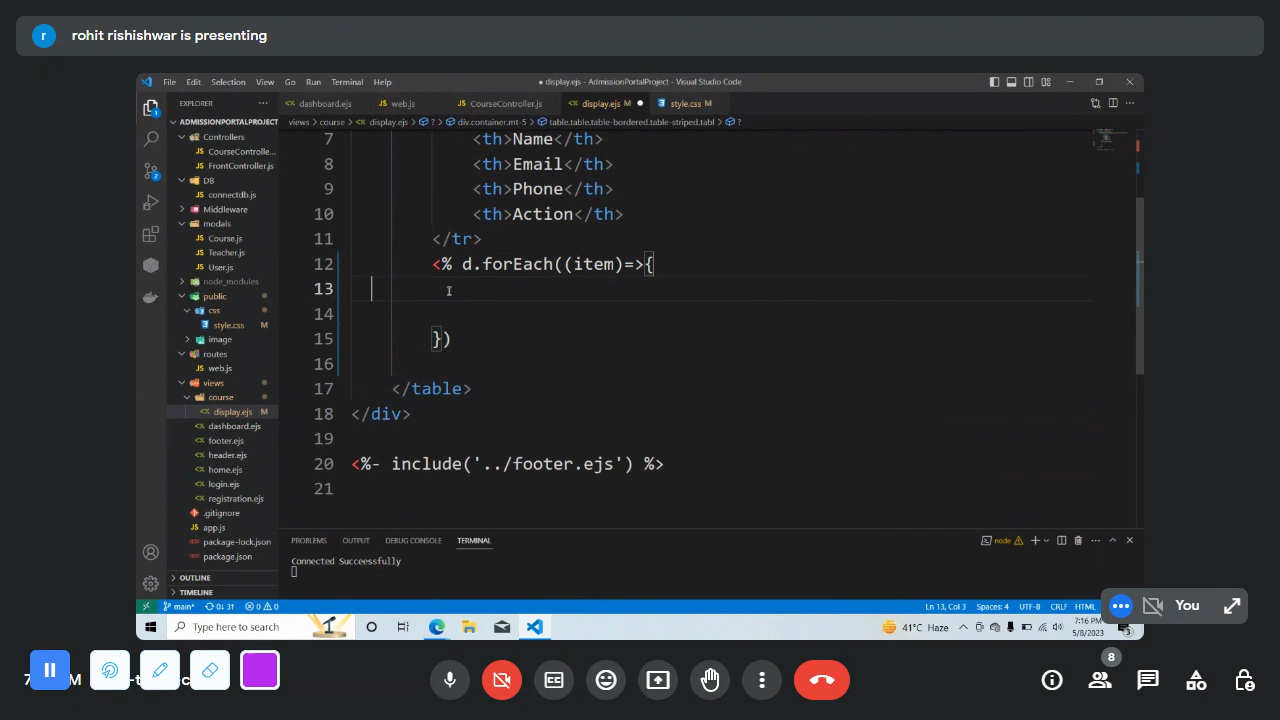 r rohit rishishwar is presenting
File Edit Selection View Go Run Terminal Help ● display.ejs - AdmissionPortalProject - Visual Studio Code
EXPLORER
dashboard.ejs web.js CourseController.js display.ejs M style.css M
views > course > display.ejs > ? > div.container.mt-5 > table.table.table-bordered.table-striped.tabl > ?
ADMISSIONPORTALPROJECT
Controllers
CourseControlle...
FrontController.js
DB
connectdb.js
Middleware
modals
Course.js
Teacher.js
User.js
node_modules
public
css
style.css M
image
routes
web.js
views
course
display.ejs M
dashboard.ejs
footer.ejs
header.ejs
home.ejs
login.ejs
registration.ejs
.gitignore
app.js
package-lock.json
package.json
OUTLINE
TIMELINE
7 <th>Name</th>
8 <th>Email</th>
9 <th>Phone</th>
10 <th>Action</th>
11 </tr>
12 <% d.forEach((item)=>{
13
14
15 })
16
17 </table>
18 </div>
19
20 <%- include('../footer.ejs') %>
21
PROBLEMS OUTPUT DEBUG CONSOLE TERMINAL
node
Connected Succeessfully
main* 0↓ 31 0 0 Ln 13, Col 3 Spaces: 4 UTF-8 CRLF HTML
Type here to search
41°C Haze
7:16 PM
5/8/2023
3
You
8